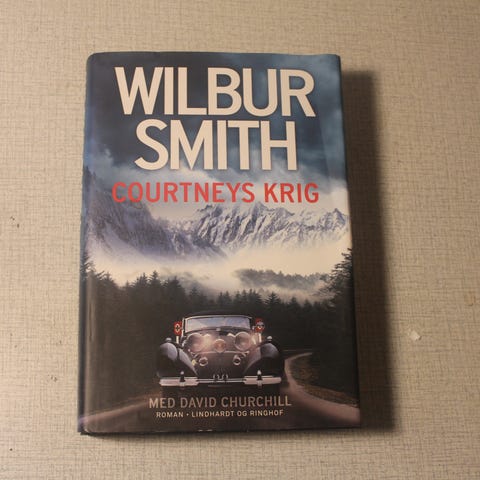 WILBUR
SMITH
COURTNEYS KRIG
MED DAVID CHURCHILL
ROMAN • LINDHARDT OG RINGHOF